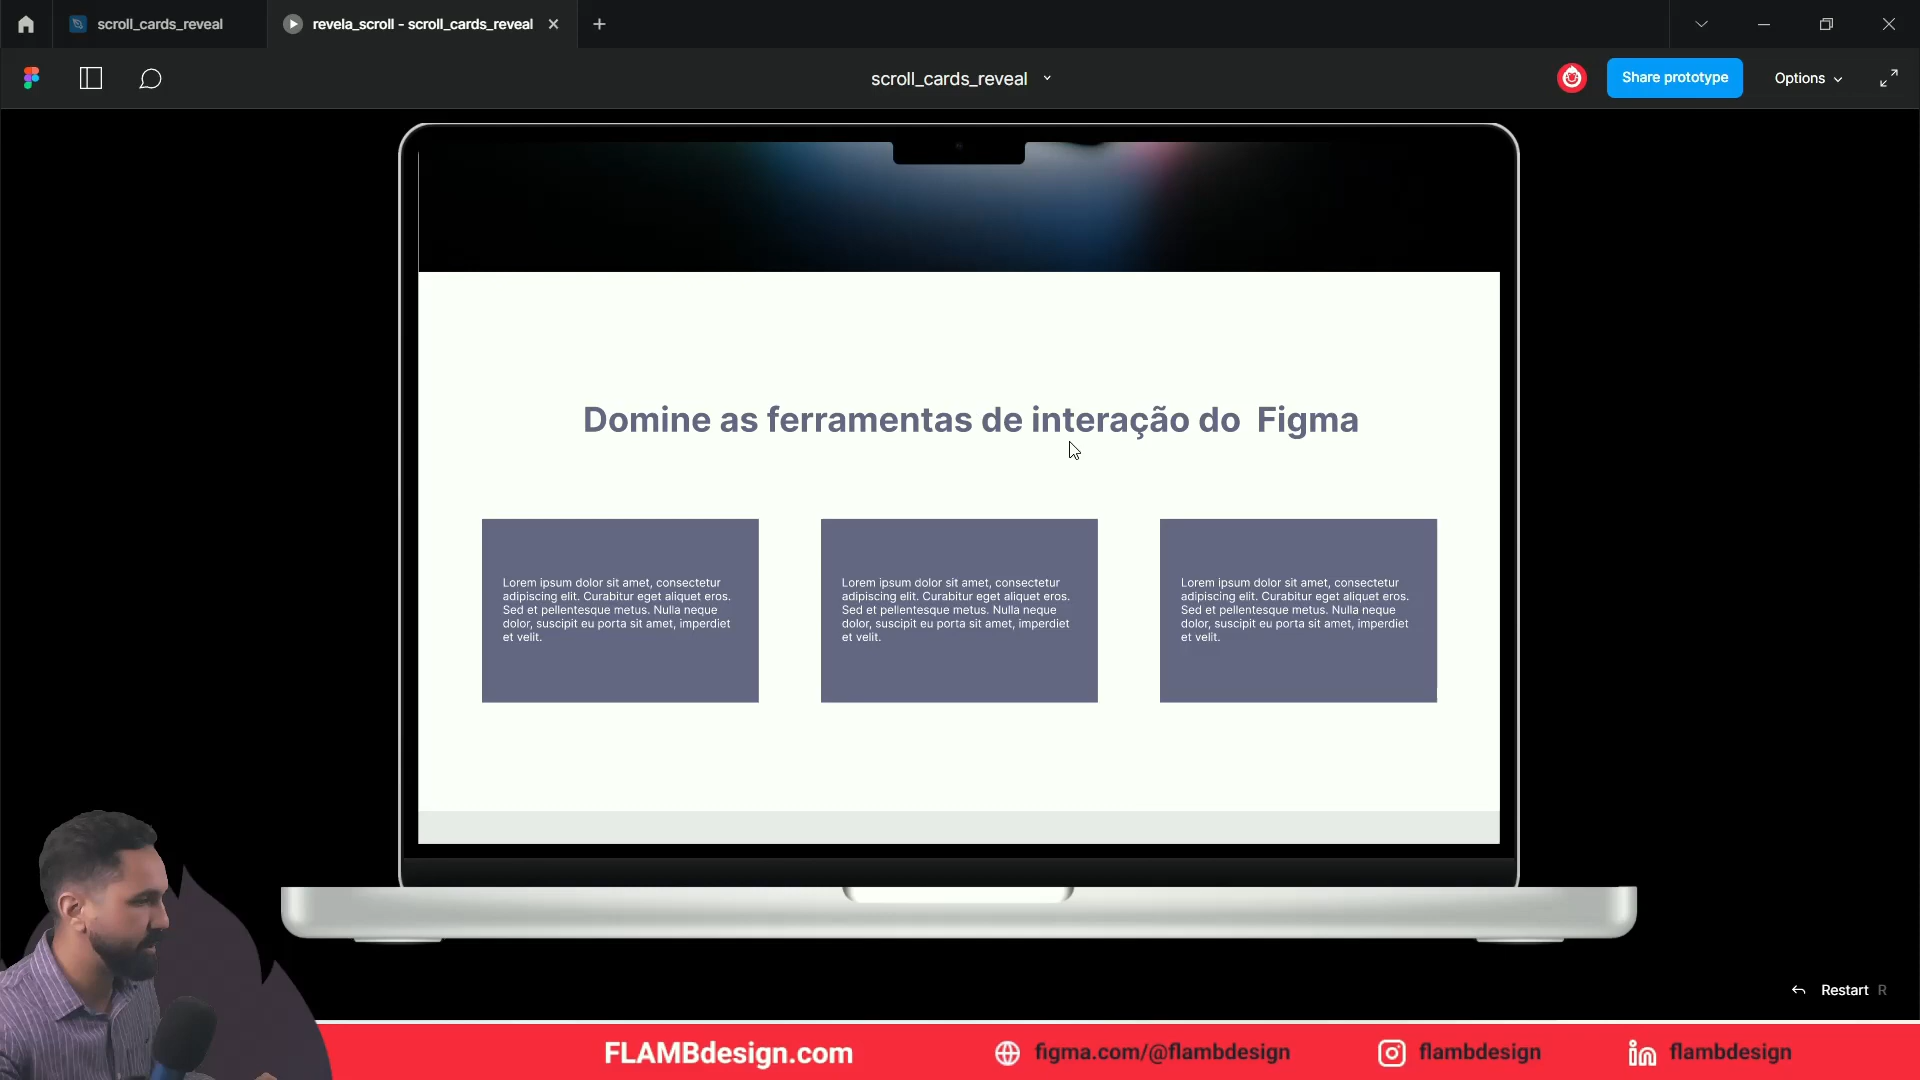 scroll_cards_reveal
revela_scroll - scroll_cards_reveal
scroll_cards_reveal
Share prototype
Options
Domine as ferramentas de interação do Figma
Lorem ipsum dolor sit amet, consectetur
adipiscing elit. Curabitur eget aliquet eros.
Sed et pellentesque metus. Nulla neque
dolor, suscipit eu porta sit amet, imperdiet
et velit.
Lorem ipsum dolor sit amet, consectetur
adipiscing elit. Curabitur eget aliquet eros.
Sed et pellentesque metus. Nulla neque
dolor, suscipit eu porta sit amet, imperdiet
et velit.
Lorem ipsum dolor sit amet, consectetur
adipiscing elit. Curabitur eget aliquet eros.
Sed et pellentesque metus. Nulla neque
dolor, suscipit eu porta sit amet, imperdiet
et velit.
Restart R
FLAMBdesign.com
figma.com/@flambdesign
flambdesign
flambdesign